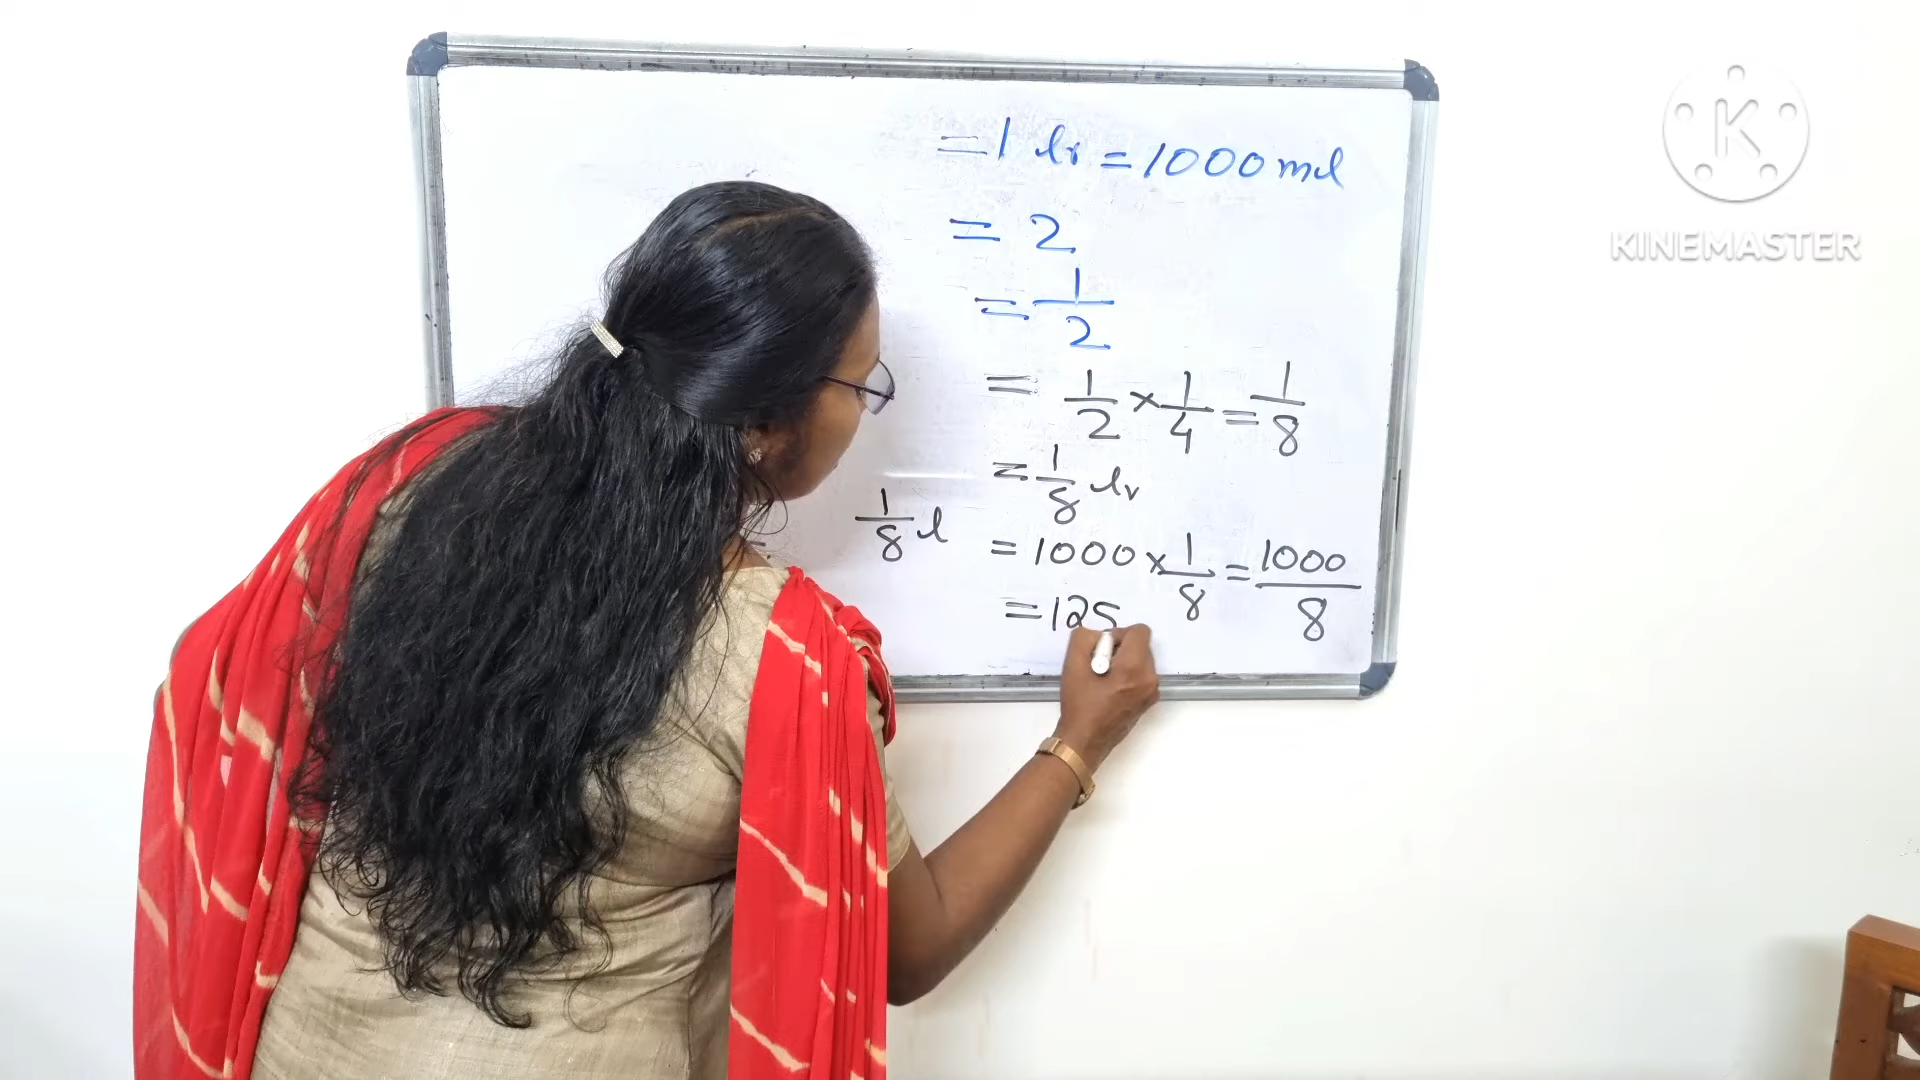 = 1 lr = 1000 ml
= 2
= 1/2
= 1/2 × 1/4 = 1/8
= 1/8 lr
1/8 l = 1000 × 1/8 = 1000/8
= 125
K
KINEMASTER